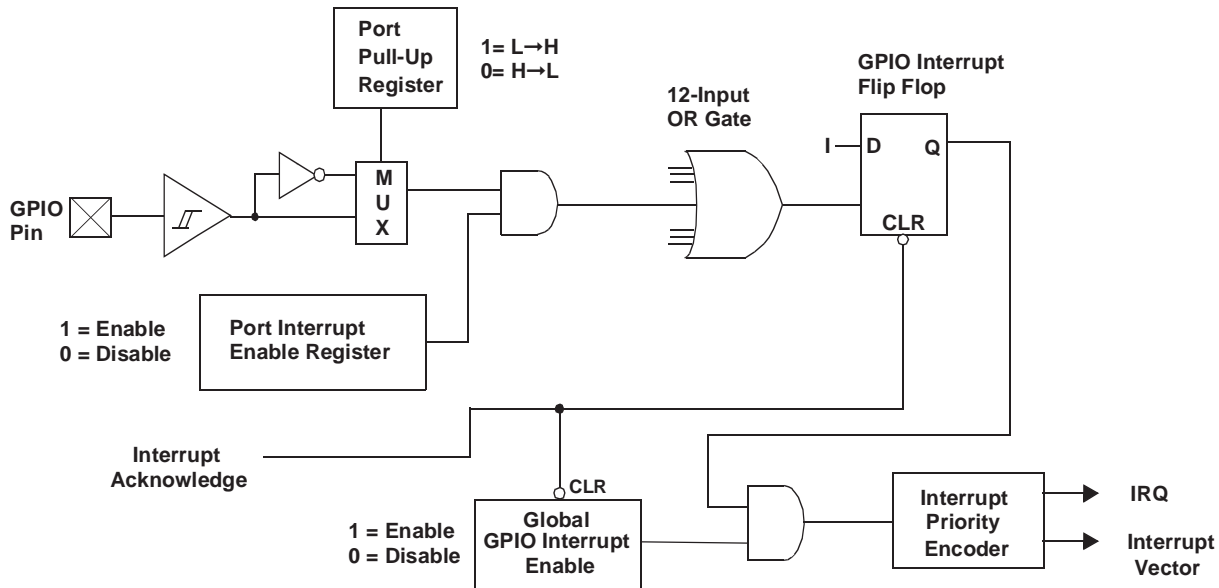 Port
Pull-Up
Register
1= L→H
0= H→L
GPIO Interrupt
Flip Flop
12-Input
OR Gate
I
D
Q
CLR
M
U
X
GPIO
Pin
1 = Enable
0 = Disable
Port Interrupt
Enable Register
Interrupt
Acknowledge
CLR
1 = Enable
0 = Disable
Global
GPIO Interrupt
Enable
Interrupt
Priority
Encoder
IRQ
Interrupt
Vector